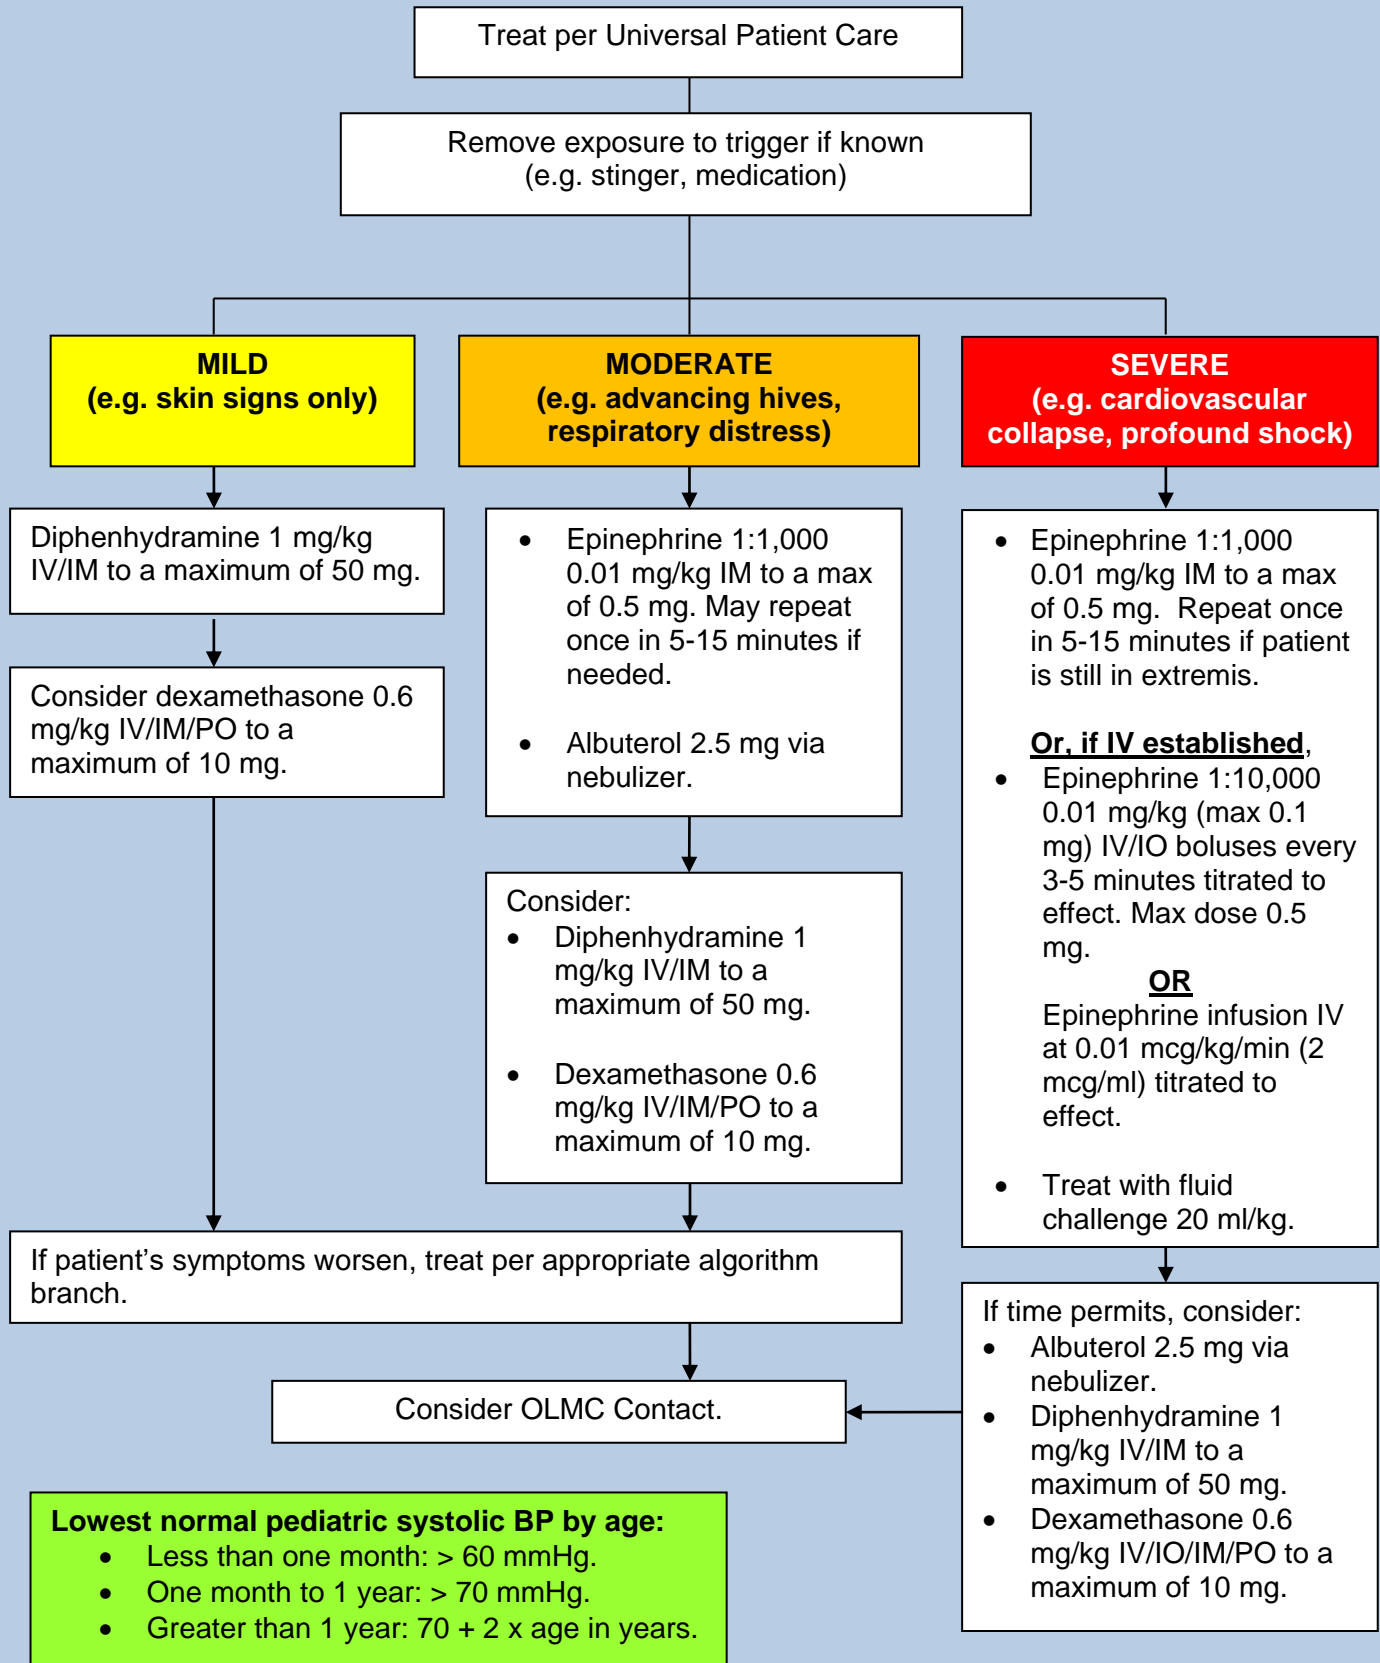 Treat per Universal Patient Care
Remove exposure to trigger if known
(e.g. stinger, medication)
MILD
(e.g. skin signs only)
Diphenhydramine 1 mg/kg
IV/IM to a maximum of 50 mg.
Consider dexamethasone 0.6
mg/kg IV/IM/PO to a
maximum of 10 mg.
MODERATE
(e.g. advancing hives,
respiratory distress)
• Epinephrine 1:1,000
0.01 mg/kg IM to a max
of 0.5 mg. May repeat
once in 5-15 minutes if
needed.
• Albuterol 2.5 mg via
nebulizer.
Consider:
• Diphenhydramine 1
mg/kg IV/IM to a
maximum of 50 mg.
• Dexamethasone 0.6
mg/kg IV/IM/PO to a
maximum of 10 mg.
If patient’s symptoms worsen, treat per appropriate algorithm
branch.
SEVERE
(e.g. cardiovascular
collapse, profound shock)
• Epinephrine 1:1,000
0.01 mg/kg IM to a max
of 0.5 mg.  Repeat once
in 5-15 minutes if patient
is still in extremis.
Or, if IV established,
• Epinephrine 1:10,000
0.01 mg/kg (max 0.1
mg) IV/IO boluses every
3-5 minutes titrated to
effect. Max dose 0.5
mg.
OR
Epinephrine infusion IV
at 0.01 mcg/kg/min (2
mcg/ml) titrated to
effect.
• Treat with fluid
challenge 20 ml/kg.
If time permits, consider:
• Albuterol 2.5 mg via
nebulizer.
• Diphenhydramine 1
mg/kg IV/IM to a
maximum of 50 mg.
• Dexamethasone 0.6
mg/kg IV/IO/IM/PO to a
maximum of 10 mg.
Consider OLMC Contact.
Lowest normal pediatric systolic BP by age:
• Less than one month: > 60 mmHg.
• One month to 1 year: > 70 mmHg.
• Greater than 1 year: 70 + 2 x age in years.